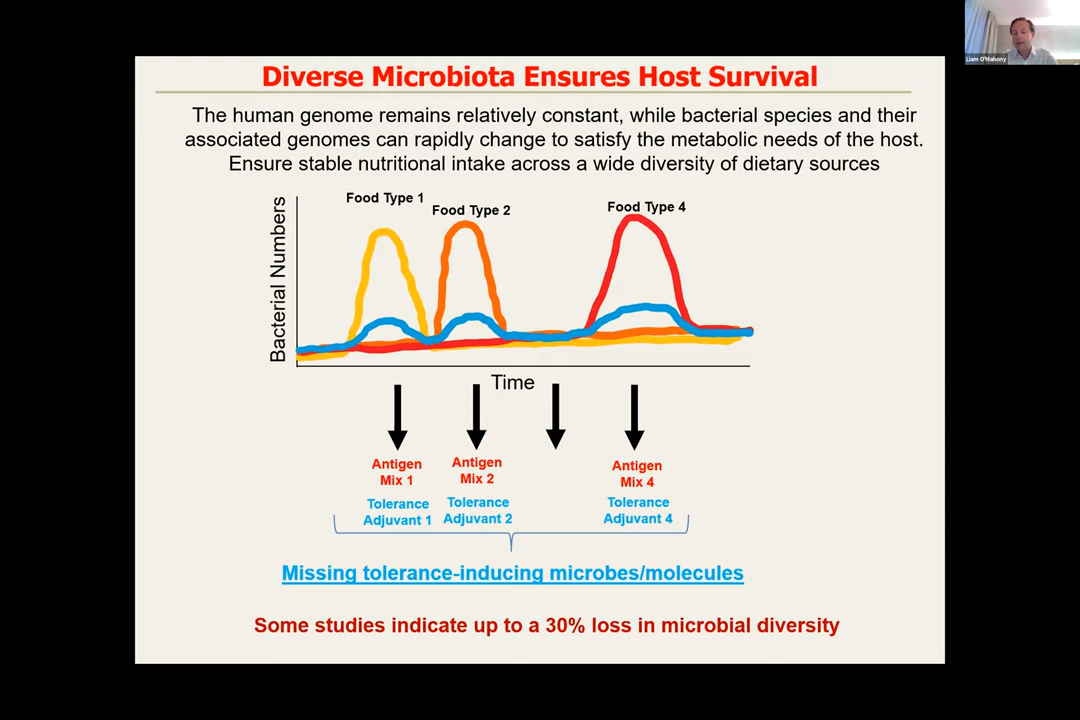 Liam O'Mahony
Diverse Microbiota Ensures Host Survival
The human genome remains relatively constant, while bacterial species and their
associated genomes can rapidly change to satisfy the metabolic needs of the host.
Ensure stable nutritional intake across a wide diversity of dietary sources
Food Type 1
Food Type 2
Food Type 4
Bacterial Numbers
Time
Antigen
Mix 1
Antigen
Mix 2
Antigen
Mix 4
Tolerance
Adjuvant 1
Tolerance
Adjuvant 2
Tolerance
Adjuvant 4
Missing tolerance-inducing microbes/molecules
Some studies indicate up to a 30% loss in microbial diversity